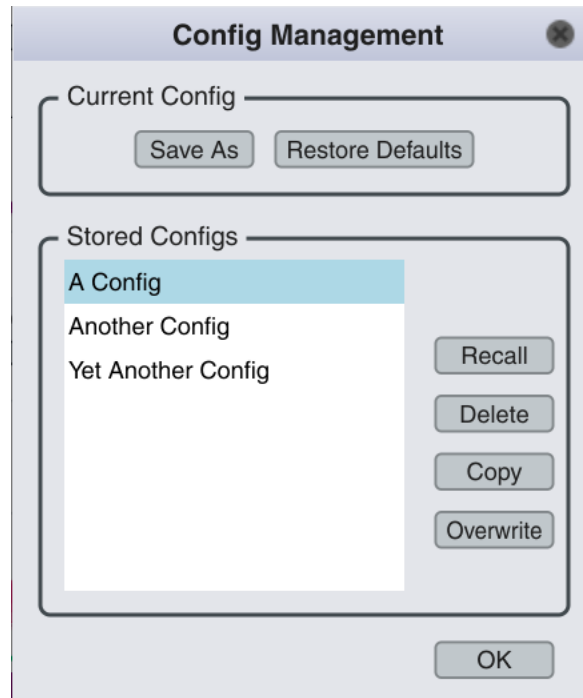 Config Management
Current Config
Save As
Restore Defaults
Stored Configs
A Config
Another Config
Yet Another Config
Recall
Delete
Copy
Overwrite
OK